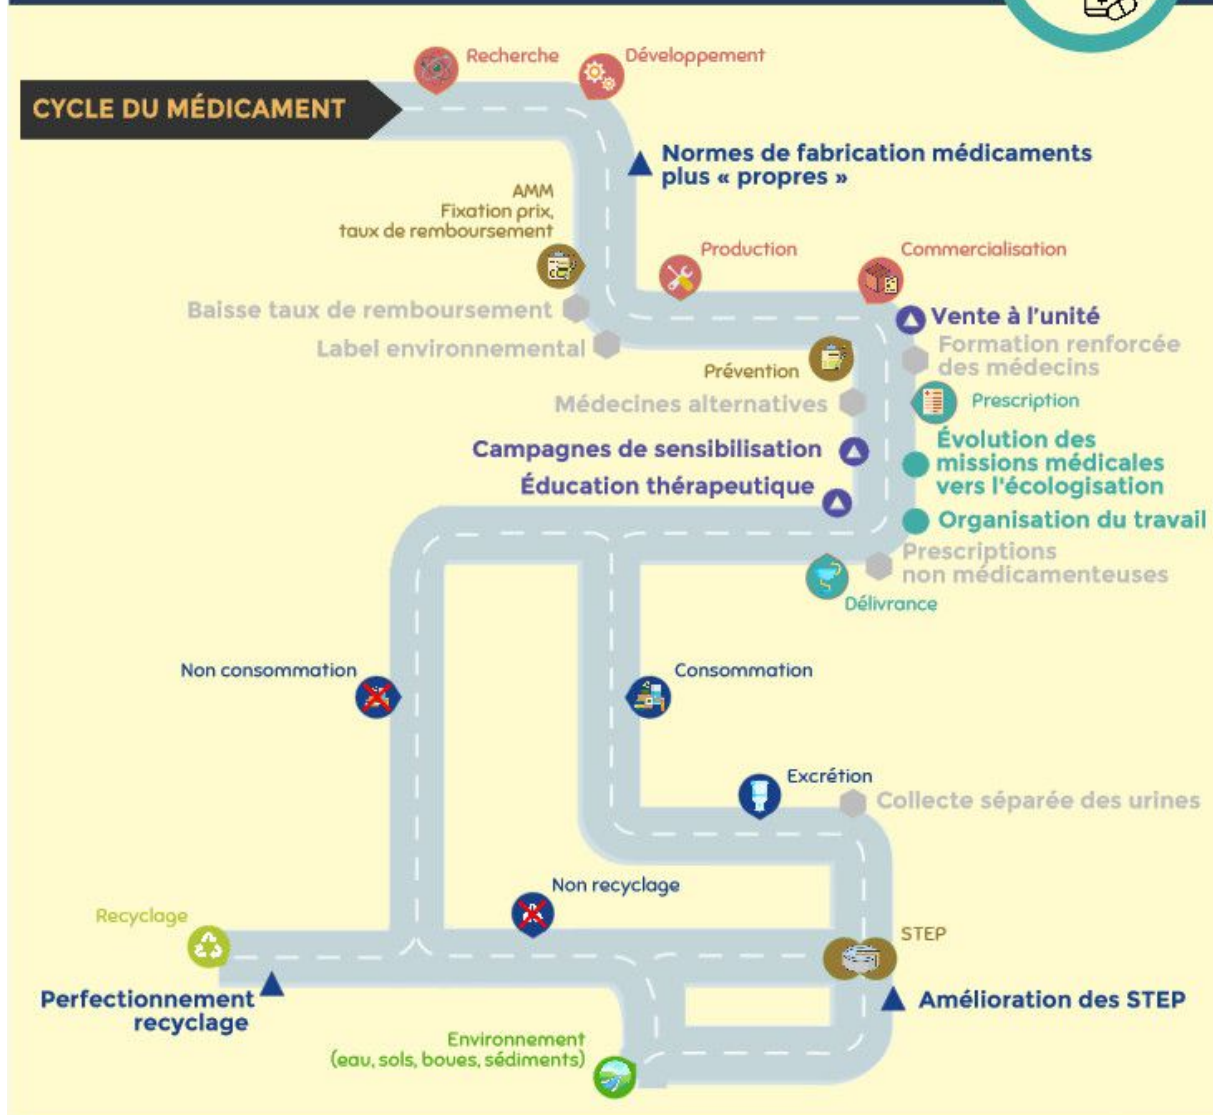 Recherche
Développement
CYCLE DU MÉDICAMENT
Normes de fabrication médicaments
plus « propres »
AMM
Fixation prix,
taux de remboursement
Production
Commercialisation
Baisse taux de remboursement
Vente à l'unité
Label environnemental
Formation renforcée
des médecins
Prévention
Médecines alternatives
Prescription
Campagnes de sensibilisation
Évolution des
missions médicales
vers l'écologisation
Éducation thérapeutique
Organisation du travail
Prescriptions
non médicamenteuses
Délivrance
Non consommation
Consommation
Excrétion
Collecte séparée des urines
Non recyclage
Recyclage
STEP
Perfectionnement
recyclage
Amélioration des STEP
Environnement
(eau, sols, boues, sédiments)